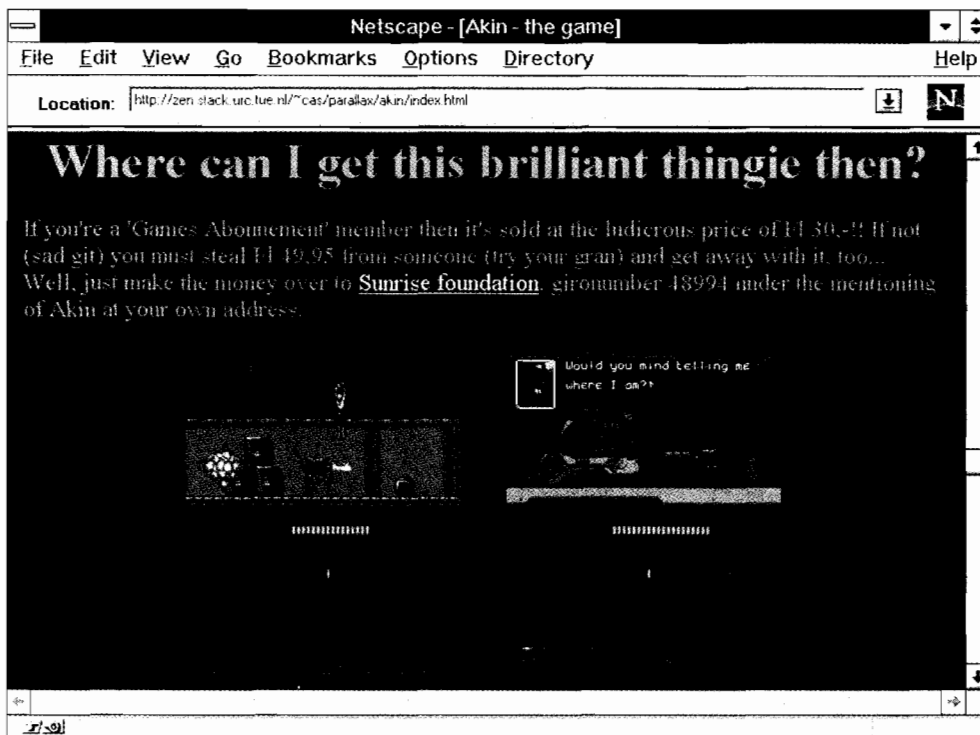 Netscape - [Akin - the game]
File Edit View Go Bookmarks Options Directory Help
Location: http://zen.stack.urc.tue.nl/~cas/parallax/akin/index.html
N
Where can I get this brilliant thingie then?
If you're a 'Games Abonnement' member then it's sold at the ludicrous price of Fl 30,-!! If not
(sad git) you must steal Fl 49,95 from someone (try your gran) and get away with it, too...
Well, just make the money over to Sunrise foundation, gironumber 48994 under the mentioning
of Akin at your own address.
Would you mind telling me
where I am?